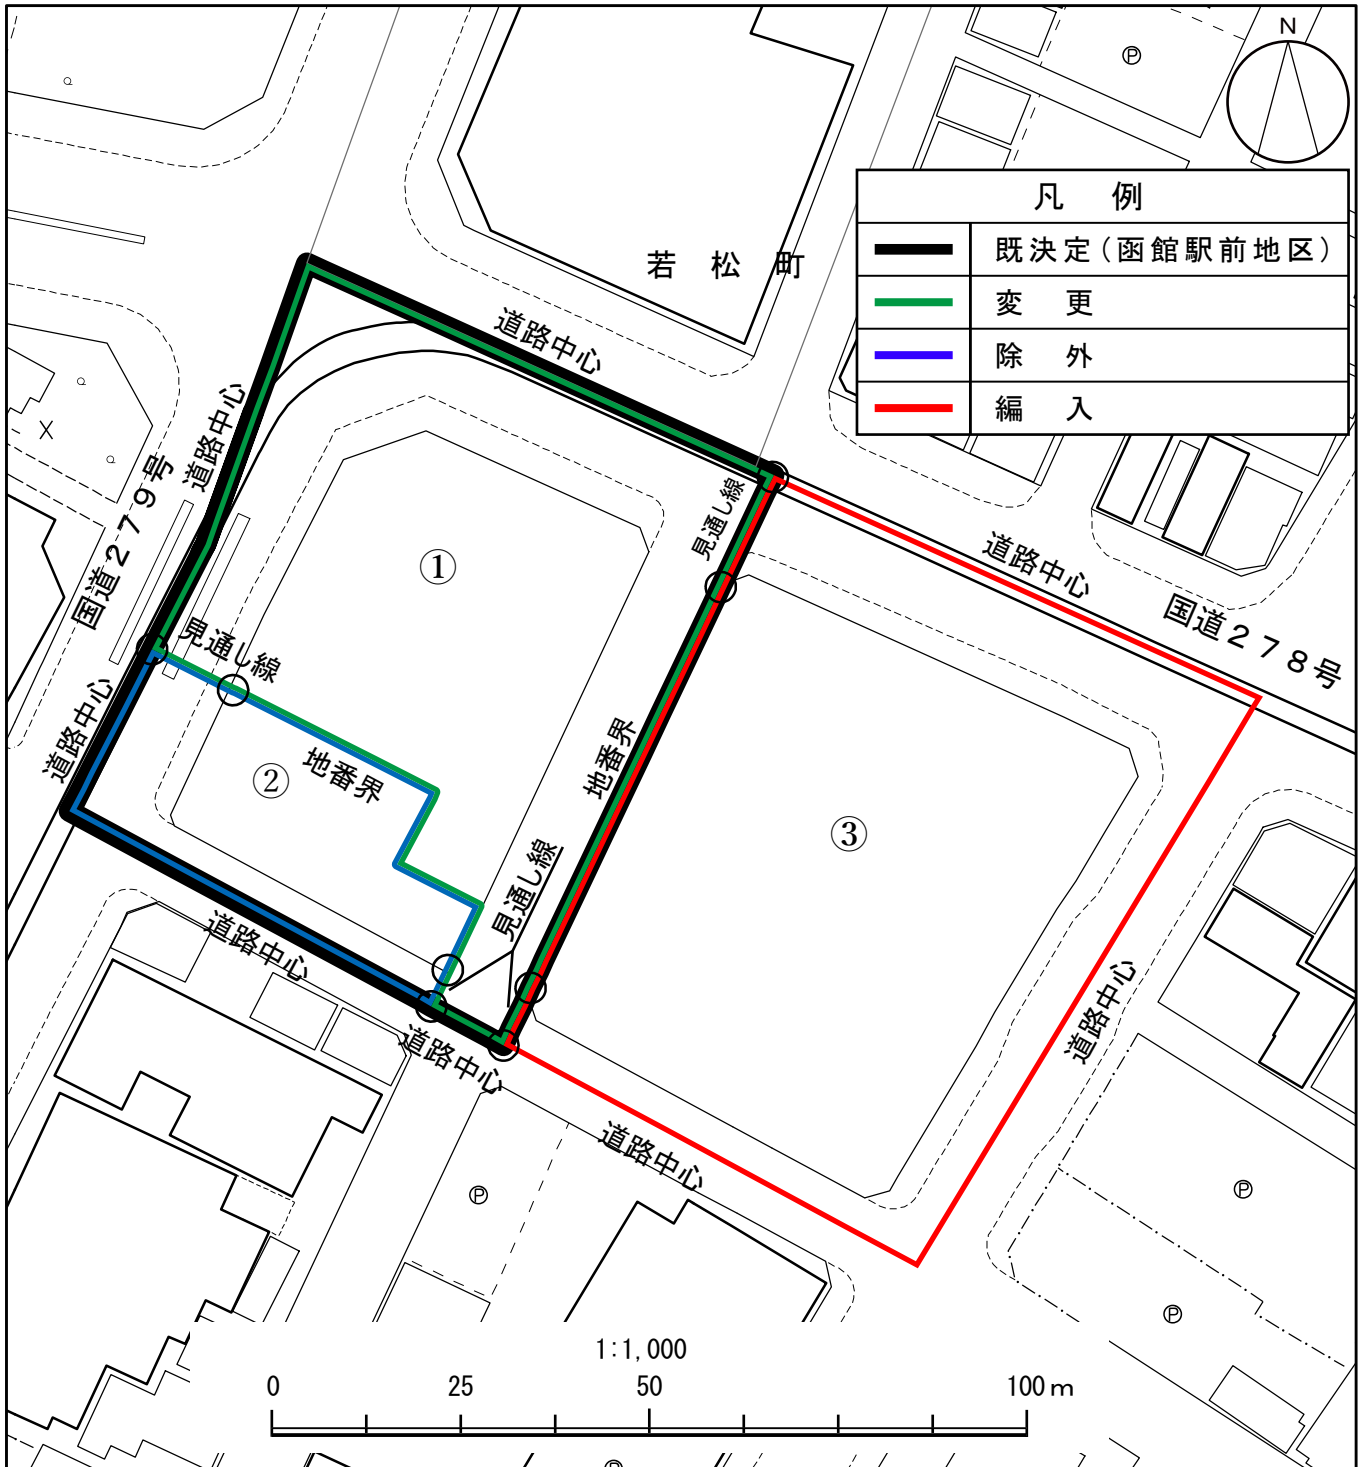 N
Ⓟ
凡　例
既決定（函館駅前地区）
変　更
除　外
編　入
若　松　町
道路中心
道路中心
国道２７９号
見通し線
①
道路中心
国道２７８号
見通し線
道路中心
地番界
②
地番界
③
見通し線
道路中心
道路中心
道路中心
道路中心
Ⓟ
Ⓟ
Ⓟ
1:1,000
0 25 50 100m
Ⓟ